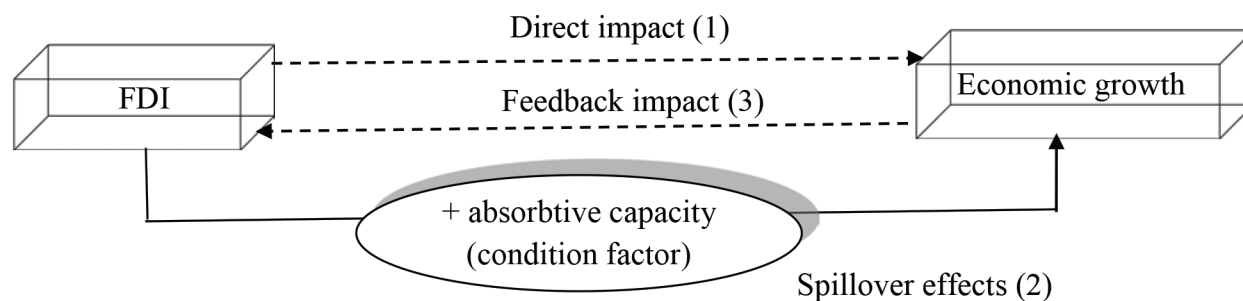 Direct impact (1)
FDI
Economic growth
Feedback impact (3)
+ absorbtive capacity
(condition factor)
Spillover effects (2)